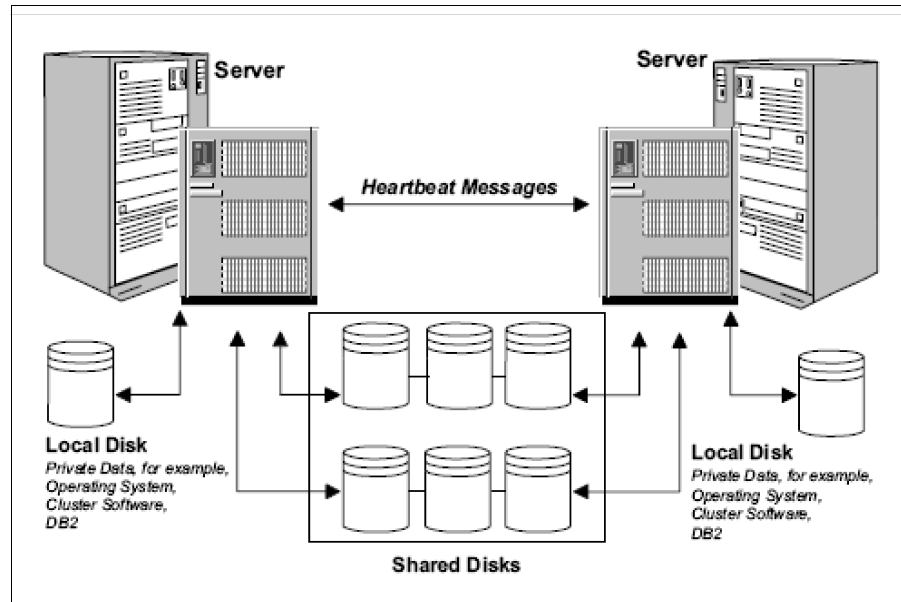 Server
Server
Heartbeat Messages
Local Disk
Private Data, for example,
Operating System,
Cluster Software,
DB2
Local Disk
Private Data, for example,
Operating System,
Cluster Software,
DB2
Shared Disks